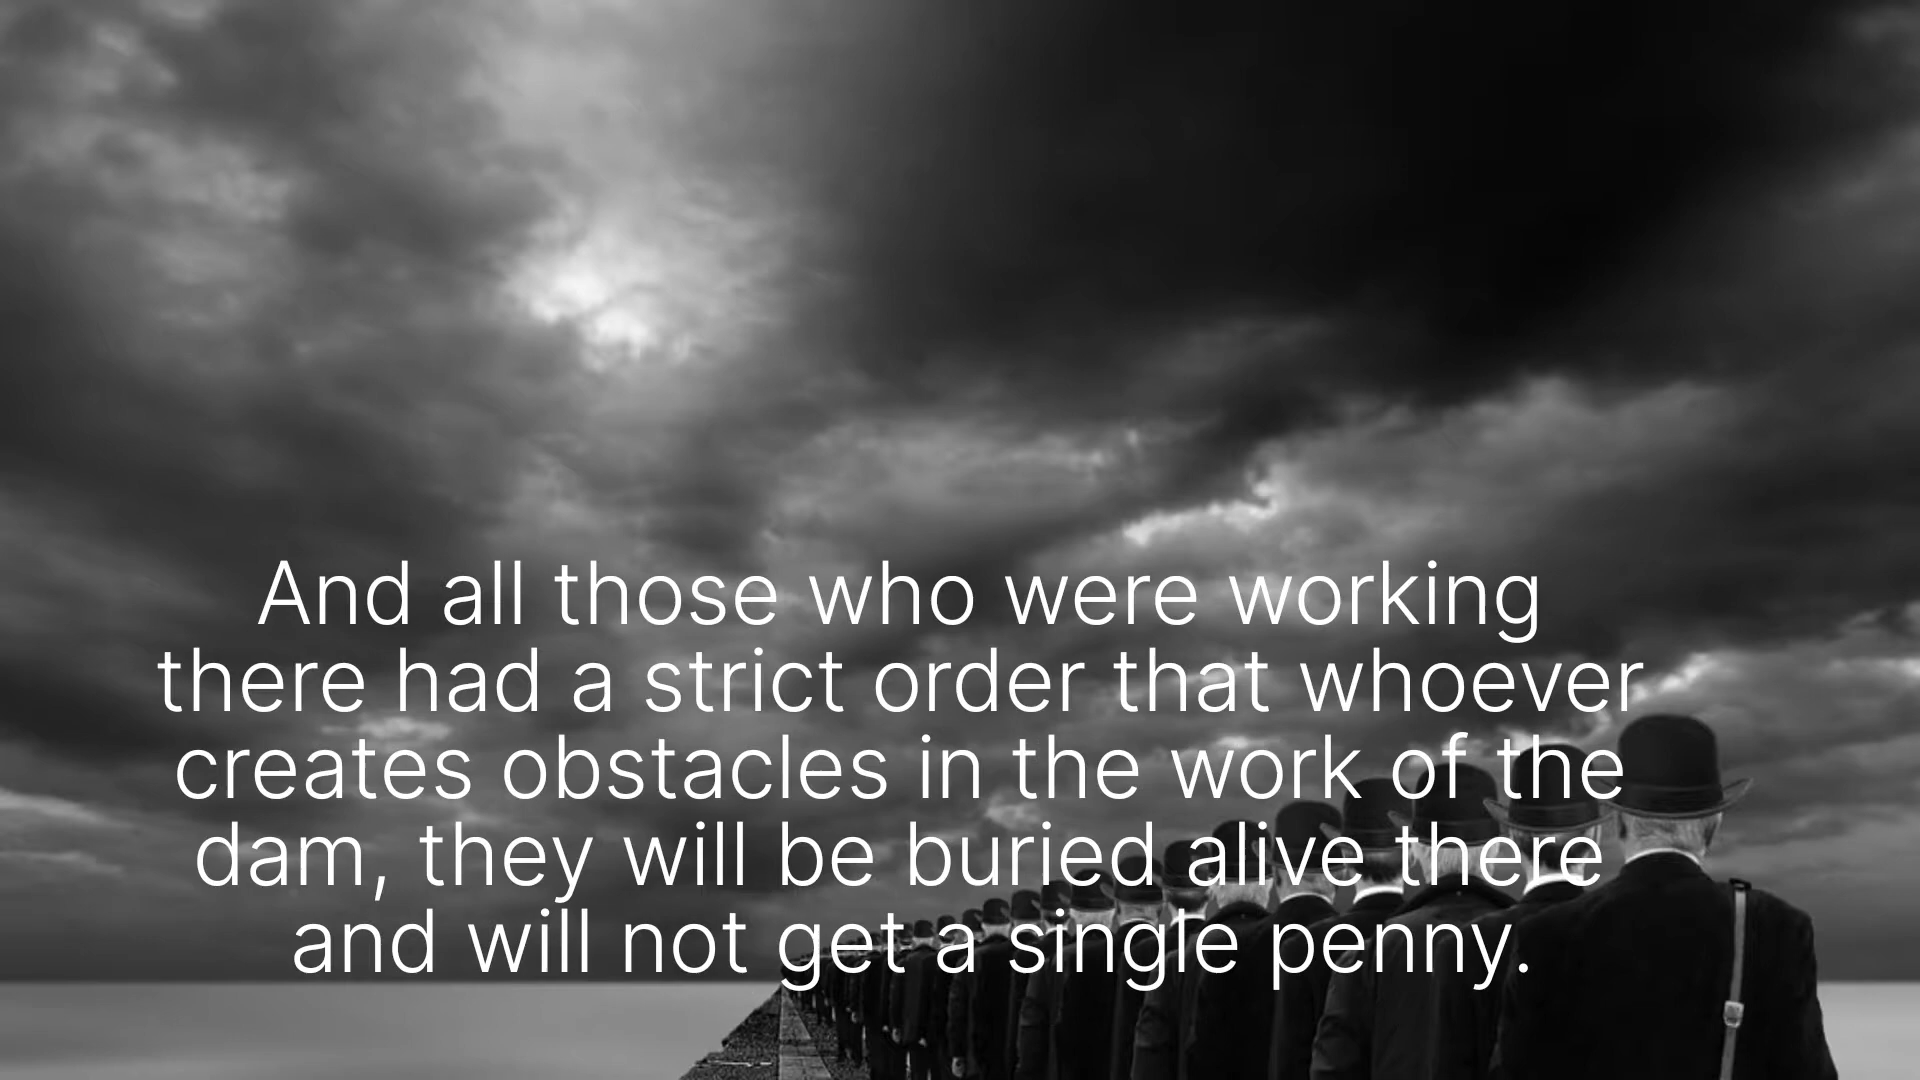 And all those who were working
there had a strict order that whoever
creates obstacles in the work of the
dam, they will be buried alive there
and will not get a single penny.